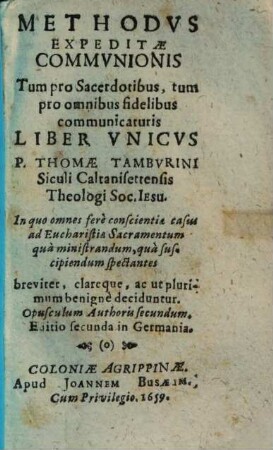 METHODVS
EXPEDITÆ
COMMVNIONIS
Tum pro Sacerdotibus, tum
pro omnibus fidelibus
communicaturis
LIBER VNICVS
P. THOMÆ TAMBVRINI
Siculi Caltanisettensis
Theologi Soc. IESU.
In quo omnes ferè conscientiæ casus
ad Eucharistiæ Sacramentum
quà ministrandum, quà sus-
cipiendum spectantes
breviter, clareque, ac ut pluri-
mum benignè deciduntur.
Opusculum Authoris secundum.
Editio secunda in Germania.
(o)
COLONIÆ AGRIPPINÆ.
Apud JOANNEM BUSÆUM.
Cum Privilegio. 1659.